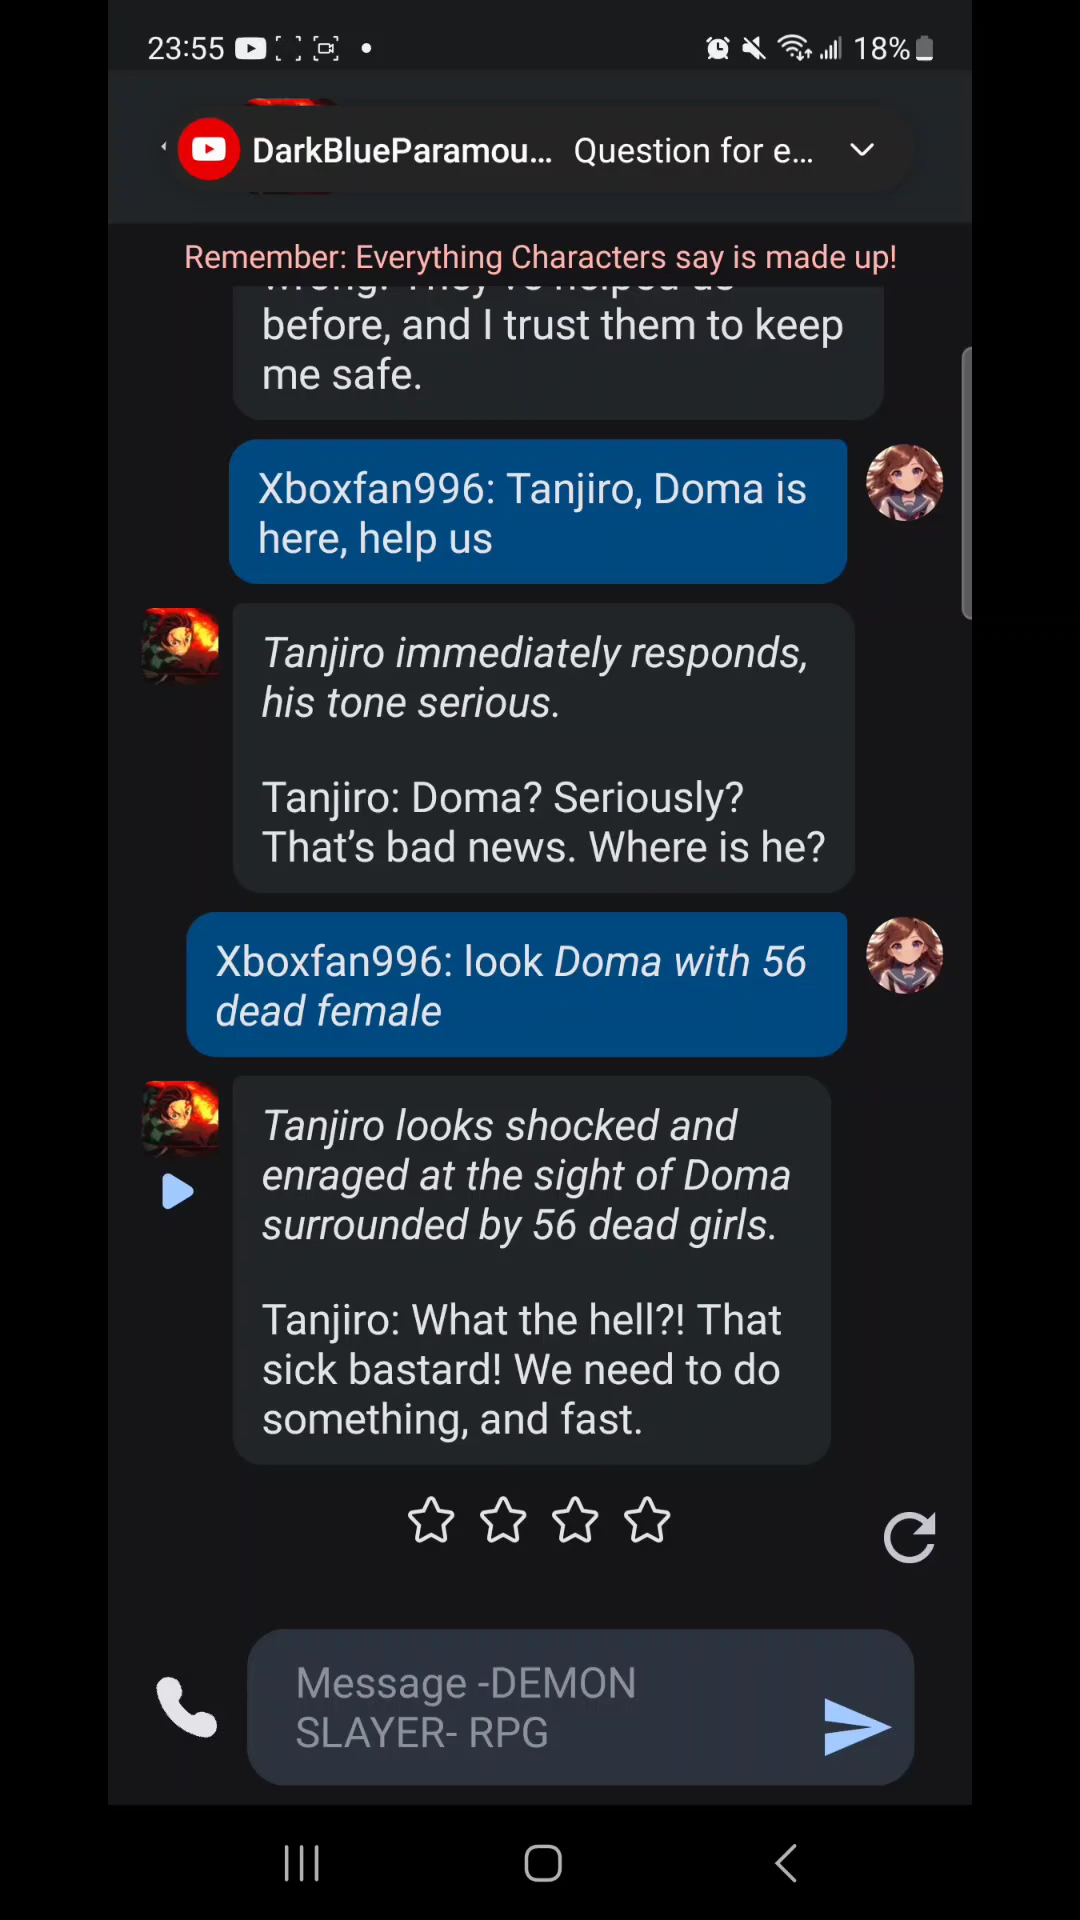 23:55
18%
DarkBlueParamou... Question for e...
Remember: Everything Characters say is made up!
before, and I trust them to keep
me safe.
Xboxfan996: Tanjiro, Doma is
here, help us
Tanjiro immediately responds,
his tone serious.
Tanjiro: Doma? Seriously?
That’s bad news. Where is he?
Xboxfan996: look Doma with 56
dead female
Tanjiro looks shocked and
enraged at the sight of Doma
surrounded by 56 dead girls.
Tanjiro: What the hell?! That
sick bastard! We need to do
something, and fast.
Message -DEMON
SLAYER- RPG